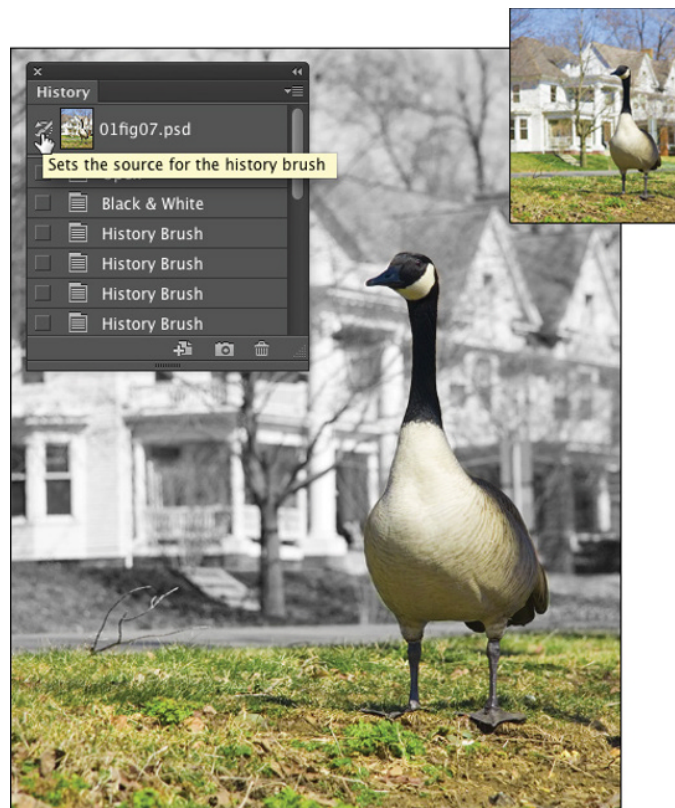 History
01fig07.psd
Sets the source for the history brush
Black & White
History Brush
History Brush
History Brush
History Brush